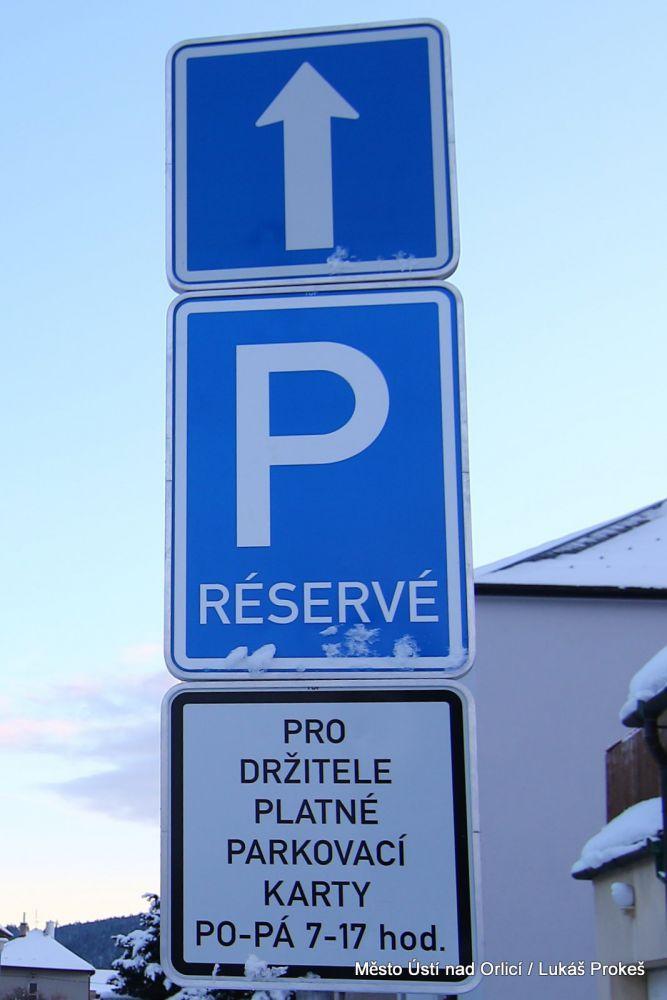 P
RÉSERVÉ
PRO
DRŽITELE
PLATNÉ
PARKOVACÍ
KARTY
PO-PÁ 7-17 hod.
Město Ústí nad Orlicí / Lukáš Prokeš